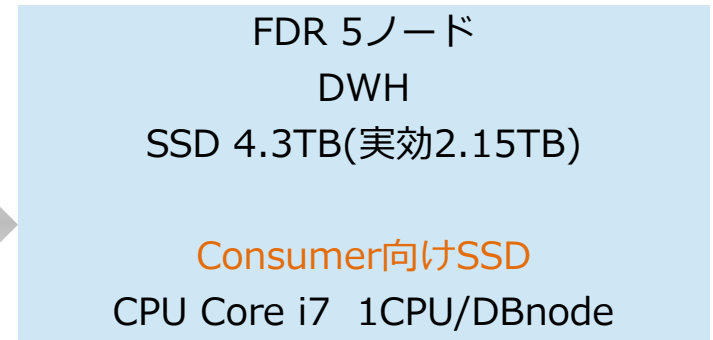 FDR 5ノード
DWH
SSD 4.3TB(実効2.15TB)
Consumer向けSSD
CPU Core i7 1CPU/DBnode